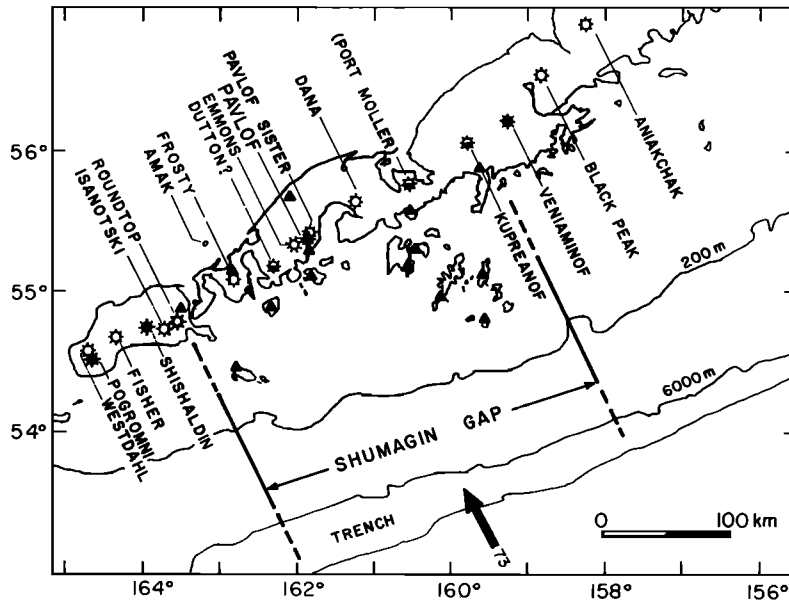 (PORT MOLLER)
DANA
PAVLOF SISTER
PAVLOF
EMMONS
DUTTON?
FROSTY
AMAK
ROUNDTOP
ISANOTSKI
ANIAKCHAK
BLACK PEAK
VENIAMINOF
KUPREANOF
SHISHALDIN
FISHER
POGROMNI
WESTDAHL
56°
55°
54°
200 m
6000 m
SHUMAGIN GAP
TRENCH
73
0 100 km
164° 162° 160° 158° 156°